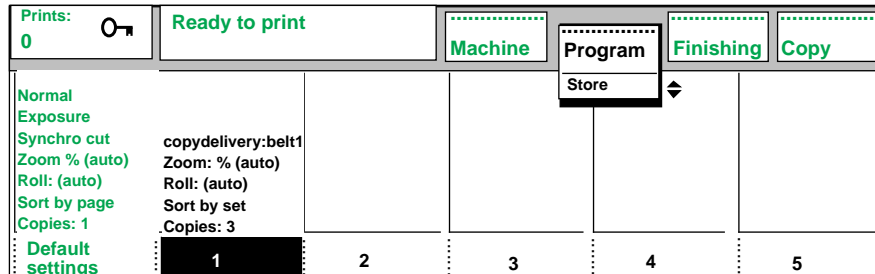 Prints:
0
Ready to print
Machine
Program
Finishing
Copy
Store
Normal
Exposure
Synchro cut
Zoom % (auto)
Roll: (auto)
Sort by page
Copies: 1
copydelivery:belt1
Zoom: % (auto)
Roll: (auto)
Sort by set
Copies: 3
Default
settings
1
2
3
4
5